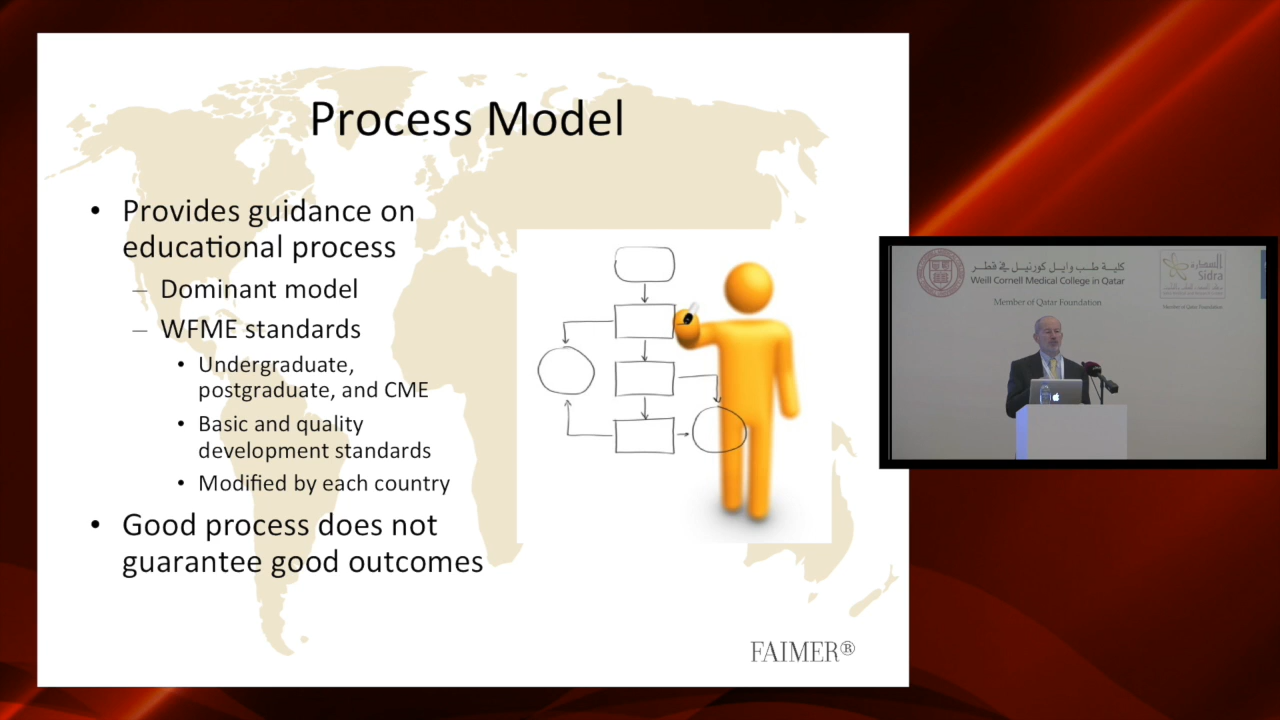 Process Model
• Provides guidance on
educational process
– Dominant model
– WFME standards
• Undergraduate,
postgraduate, and CME
• Basic and quality
development standards
• Modified by each country
• Good process does not
guarantee good outcomes
FAIMER®
كلية طب وايل كورنيل في قطر
Weill Cornell Medical College in Qatar
Member of Qatar Foundation
السدرة
Sidra
Member of Qatar Foundation